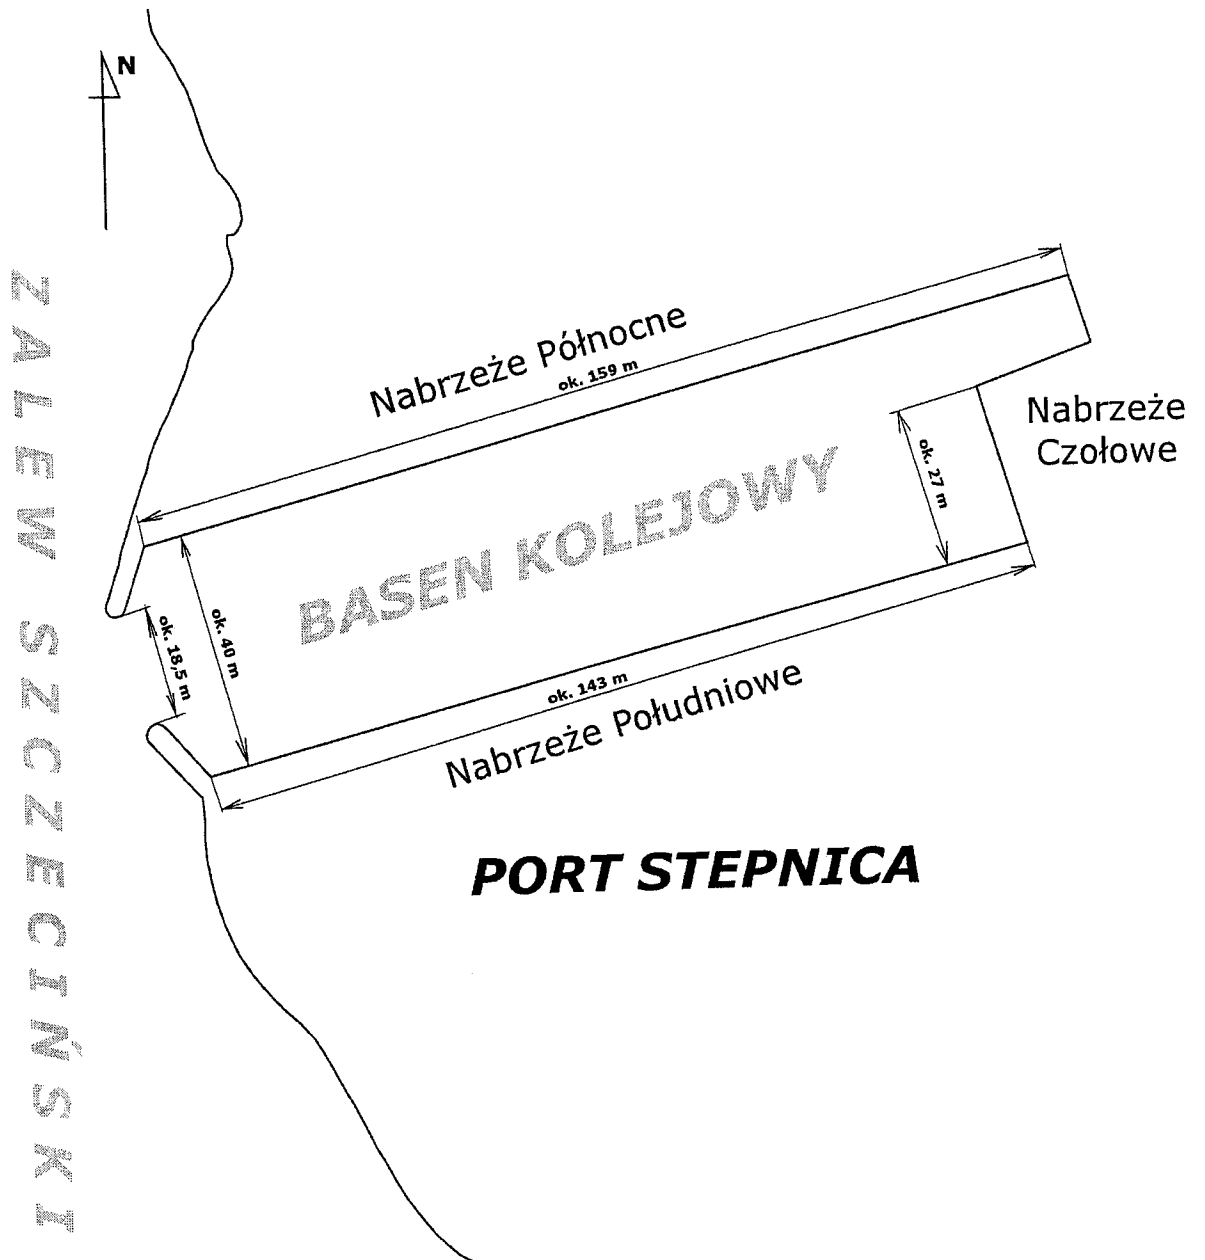 N
ZALEW SZCZECIŃSKI
Nabrzeże Północne
ok. 159 m
Nabrzeże
Czołowe
ok. 27 m
BASEN KOLEJOWY
ok. 18,5 m
ok. 40 m
ok. 143 m
Nabrzeże Południowe
PORT STEPNICA